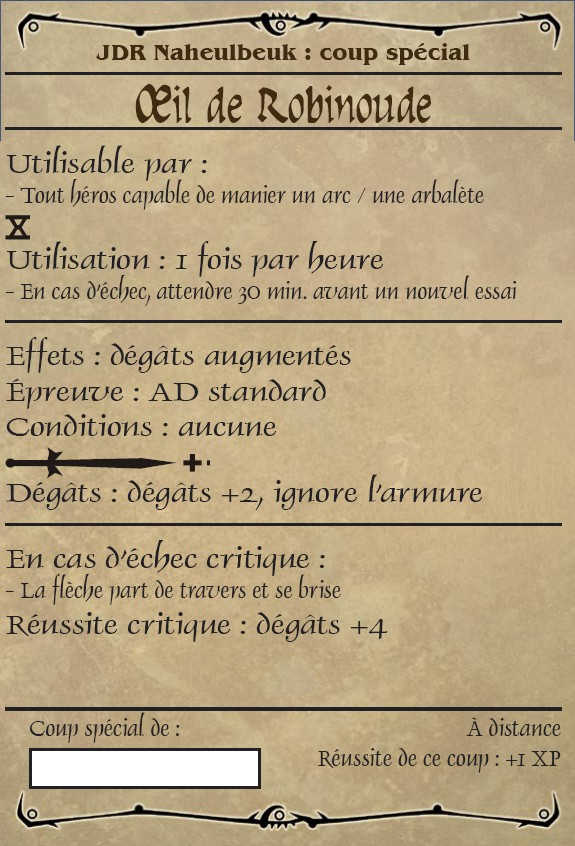 JDR Naheulbeuk : coup spécial
Œil de Robinoude
Utilisable par :
- Tout héros capable de manier un arc / une arbalète
Utilisation : 1 fois par heure
- En cas d'échec, attendre 30 min. avant un nouvel essai
Effets : dégâts augmentés
Épreuve : AD standard
Conditions : aucune
Dégâts : dégâts +2, ignore l'armure
En cas d'échec critique :
- La flèche part de travers et se brise
Réussite critique : dégâts +4
Coup spécial de :
À distance
Réussite de ce coup : +1 XP